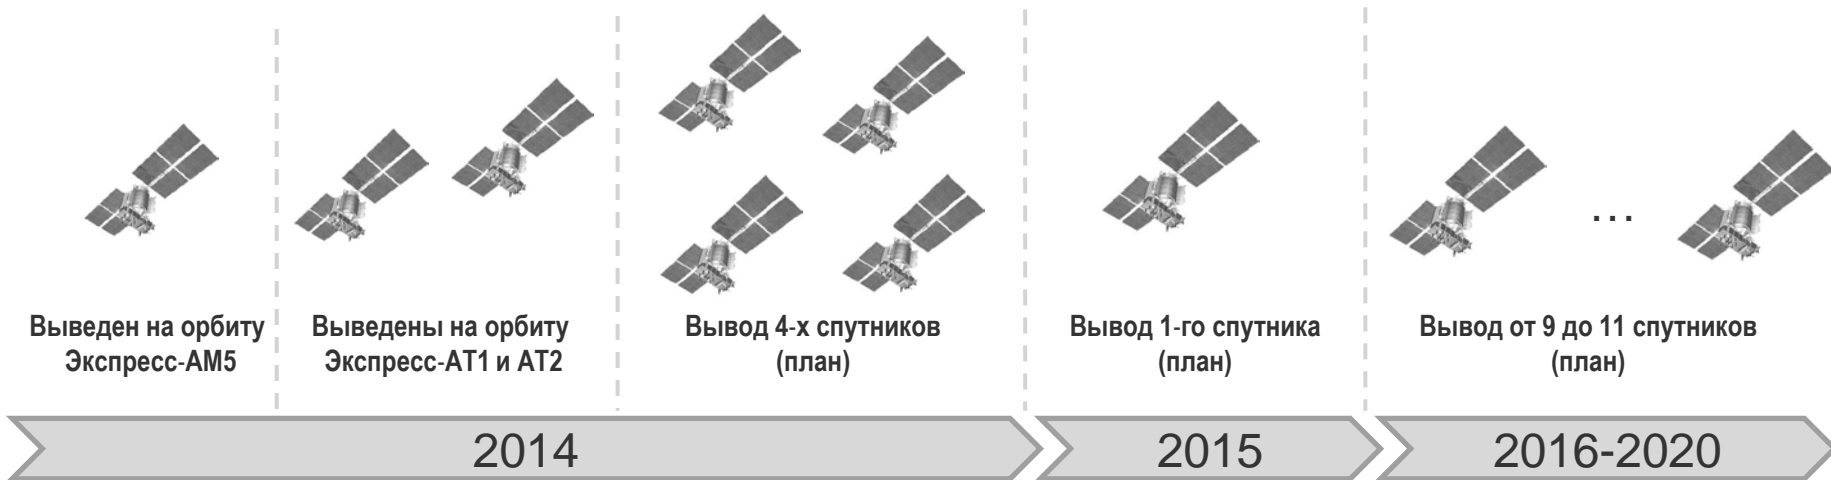 ...
Выведен на орбиту
Экспресс-АМ5
Выведены на орбиту
Экспресс-АТ1 и АТ2
Вывод 4-х спутников
(план)
Вывод 1-го спутника
(план)
Вывод от 9 до 11 спутников
(план)
2014
2015
2016-2020